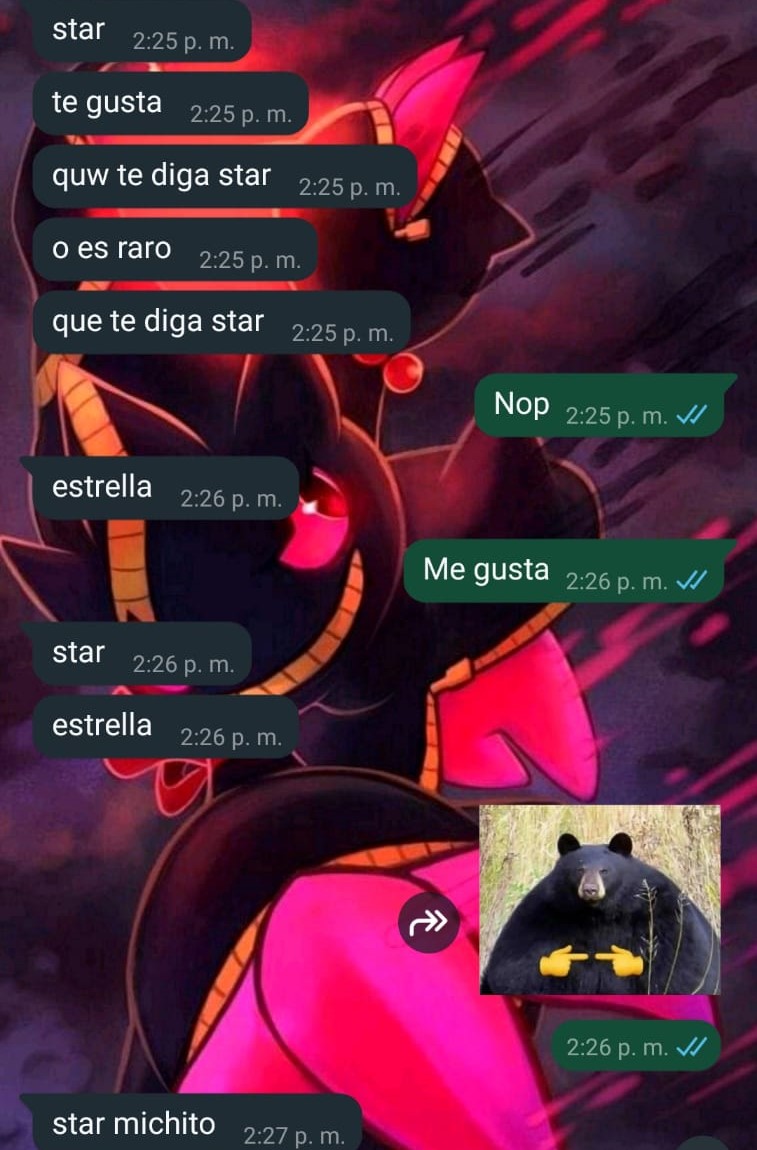 star 2:25 p. m.
te gusta 2:25 p. m.
quw te diga star 2:25 p. m.
o es raro 2:25 p. m.
que te diga star 2:25 p. m.
Nop 2:25 p. m.
estrella 2:26 p. m.
Me gusta 2:26 p. m.
star 2:26 p. m.
estrella 2:26 p. m.
2:26 p. m.
star michito 2:27 p. m.